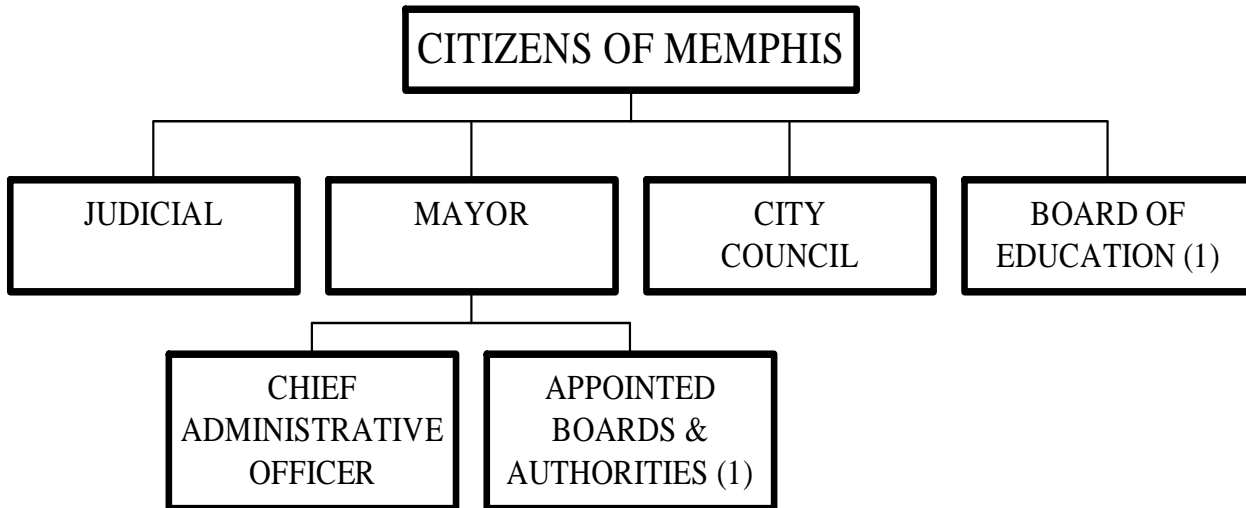 CITIZENS OF MEMPHIS
JUDICIAL
MAYOR
CITY
COUNCIL
BOARD OF
EDUCATION (1)
CHIEF
ADMINISTRATIVE
OFFICER
APPOINTED
BOARDS &
AUTHORITIES (1)